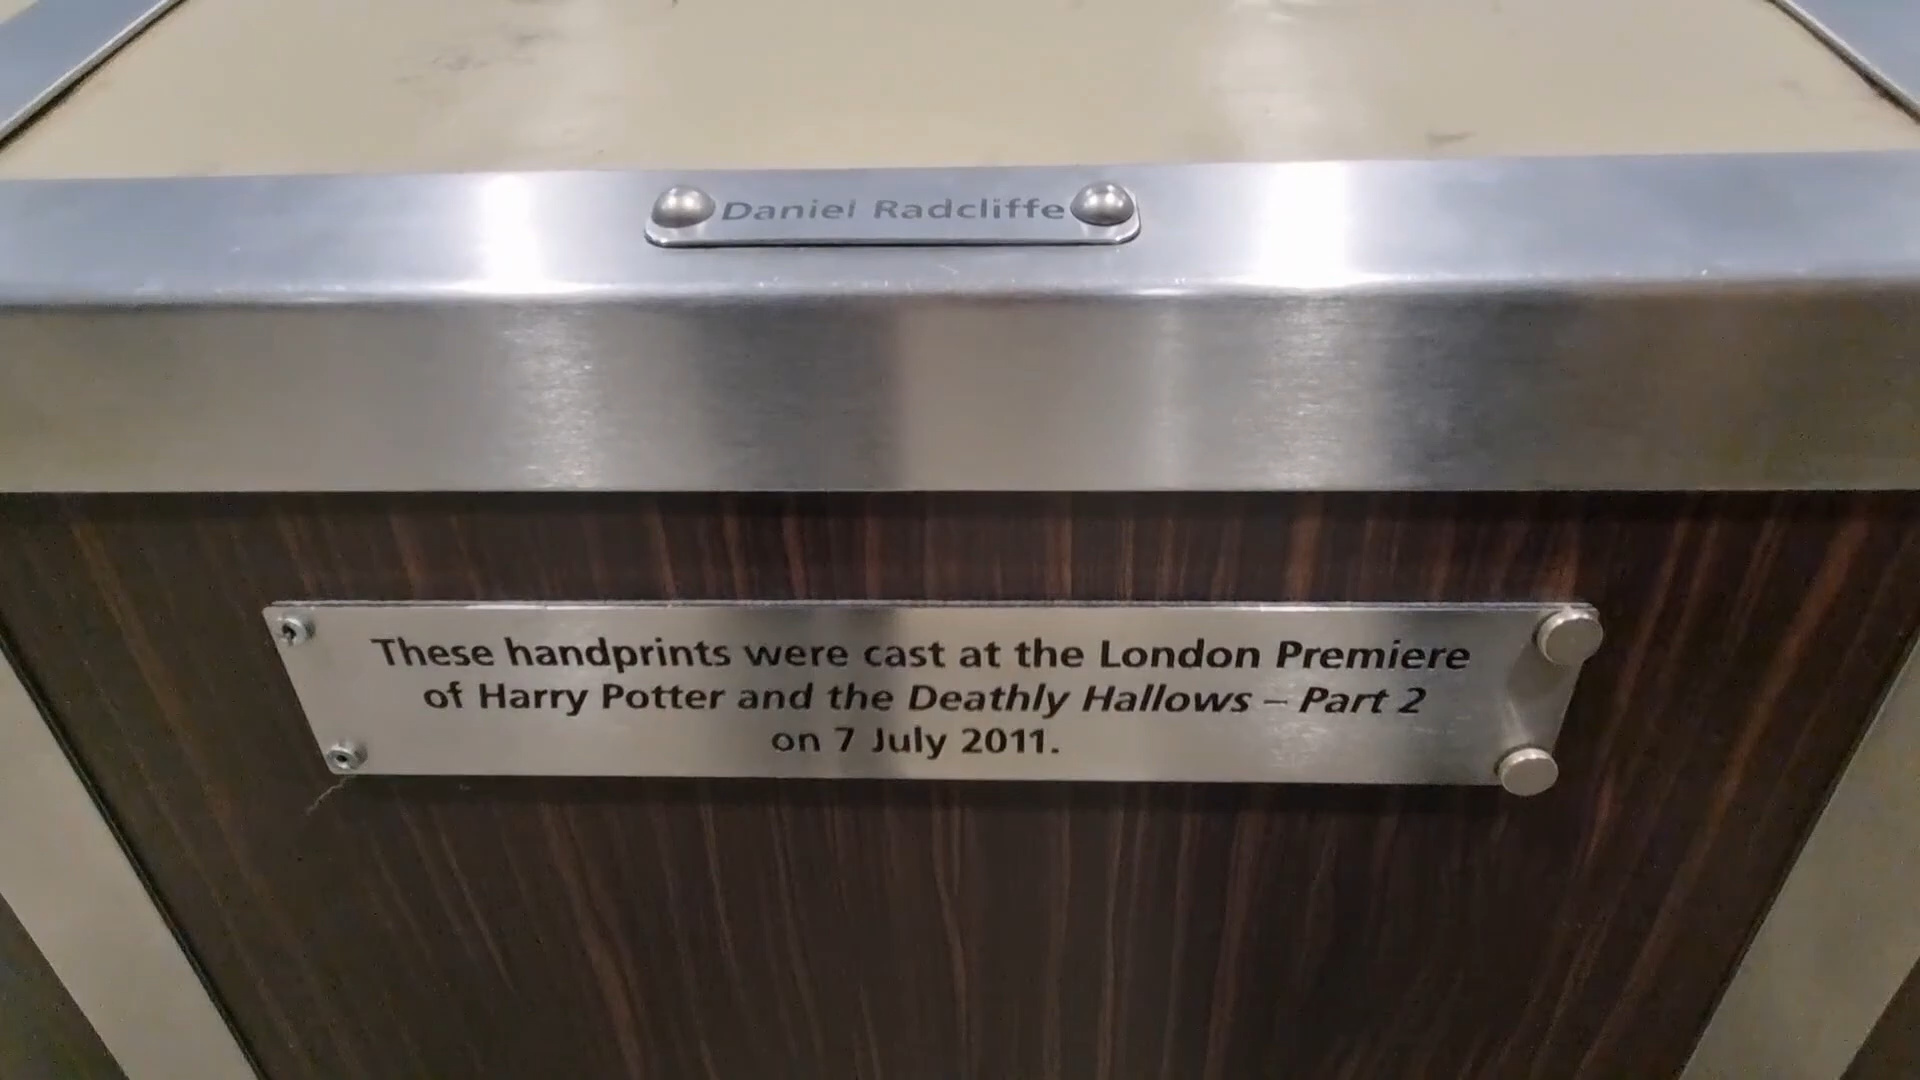 Daniel Radcliffe
These handprints were cast at the London Premiere
of Harry Potter and the Deathly Hallows – Part 2
on 7 July 2011.